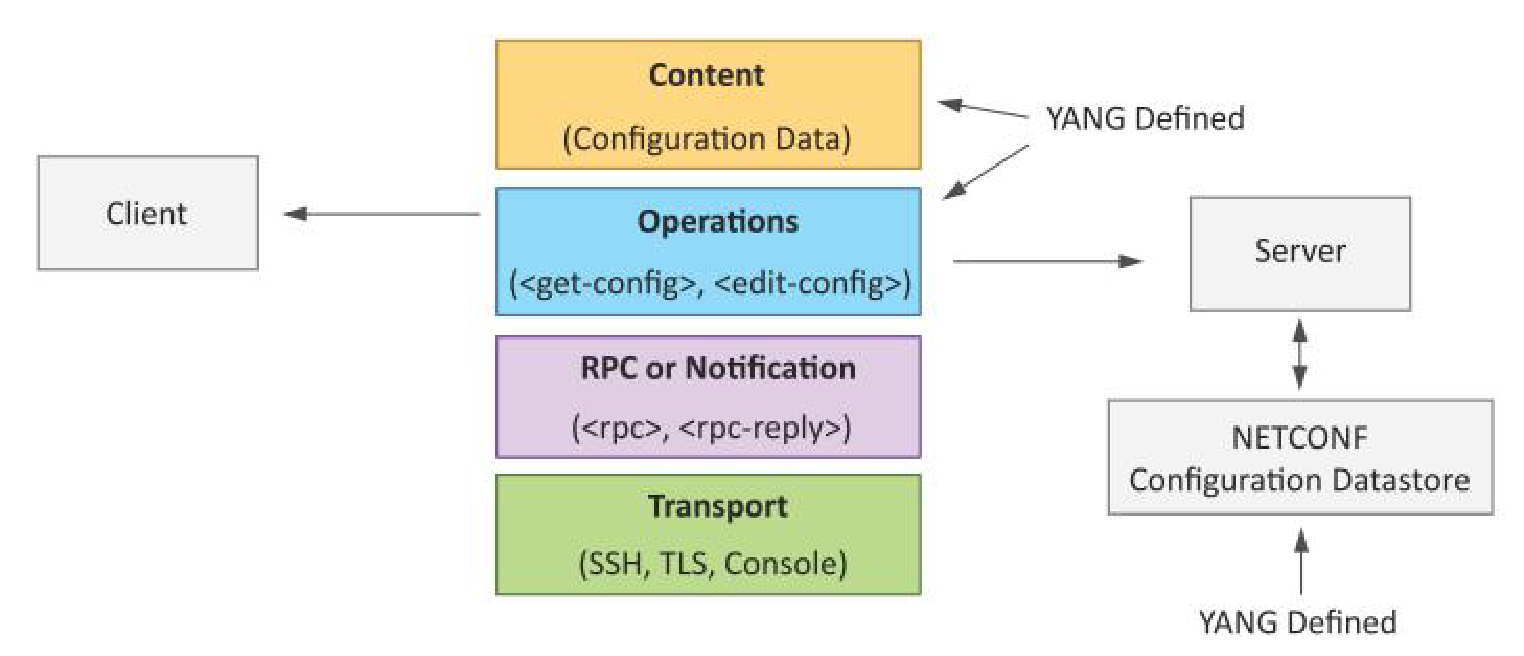 Content
(Configuration Data)
YANG Defined
Client
Operations
(<get-config>, <edit-config>)
Server
RPC or Notification
(<rpc>, <rpc-reply>)
NETCONF
Configuration Datastore
Transport
(SSH, TLS, Console)
YANG Defined